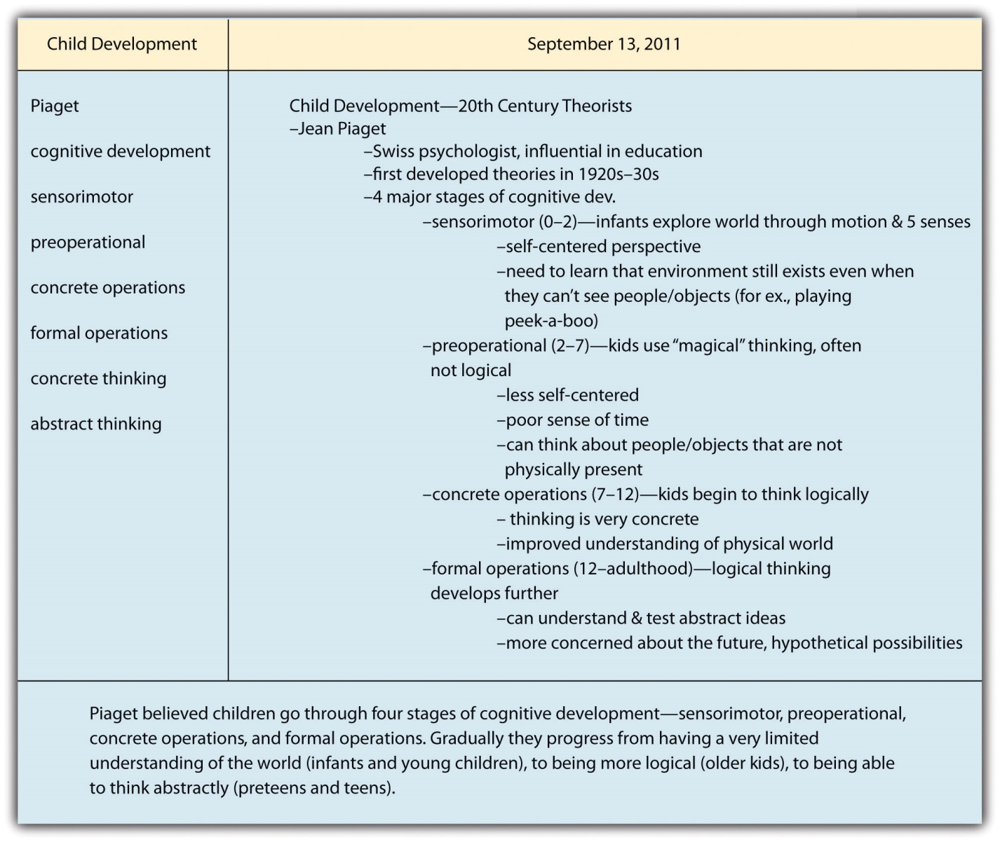 Child Development
September 13, 2011
Piaget
cognitive development
sensorimotor
preoperational
concrete operations
formal operations
concrete thinking
abstract thinking
Child Development—20th Century Theorists
–Jean Piaget
–Swiss psychologist, influential in education
–first developed theories in 1920s–30s
–4 major stages of cognitive dev.
–sensorimotor (0–2)—infants explore world through motion & 5 senses
–self-centered perspective
–need to learn that environment still exists even when
they can’t see people/objects (for ex., playing
peek-a-boo)
–preoperational (2–7)—kids use “magical” thinking, often
not logical
–less self-centered
–poor sense of time
–can think about people/objects that are not
physically present
–concrete operations (7–12)—kids begin to think logically
– thinking is very concrete
–improved understanding of physical world
–formal operations (12–adulthood)—logical thinking
develops further
–can understand & test abstract ideas
–more concerned about the future, hypothetical possibilities
Piaget believed children go through four stages of cognitive development—sensorimotor, preoperational,
concrete operations, and formal operations. Gradually they progress from having a very limited
understanding of the world (infants and young children), to being more logical (older kids), to being able
to think abstractly (preteens and teens).